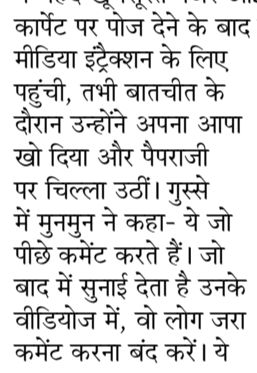 कार्पेट पर पोज देने के बाद
मीडिया इंट्रैक्शन के लिए
पहुंची, तभी बातचीत के
दौरान उन्होंने अपना आपा
खो दिया और पैपराजी
पर चिल्ला उठीं। गुस्से
में मुनमुन ने कहा- ये जो
पीछे कमेंट करते हैं। जो
बाद में सुनाई देता है उनके
वीडियोज में, वो लोग जरा
कमेंट करना बंद करें। ये